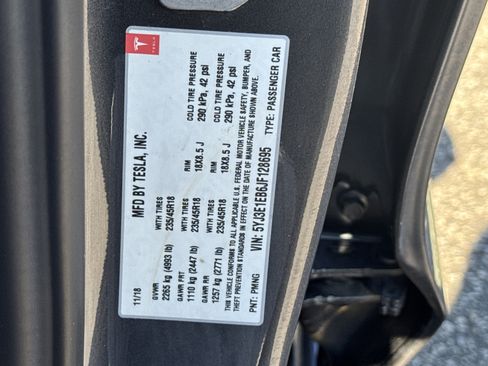 TESLA
MFD BY TESLA, INC.
11/18
GVWR
2265 kg (4993 lb)
GAWR FRT WITH TIRES RIM COLD TIRE PRESSURE
1110 kg (2447 lb) 235/45R18 18X8.5 J 290 kPa, 42 psi
GAWR RR WITH TIRES RIM COLD TIRE PRESSURE
1257 kg (2771 lb) 235/45R18 18X8.5 J 290 kPa, 42 psi
THIS VEHICLE CONFORMS TO ALL APPLICABLE U.S. FEDERAL MOTOR VEHICLE SAFETY, BUMPER, AND
THEFT PREVENTION STANDARDS IN EFFECT ON THE DATE OF MANUFACTURE SHOWN ABOVE.
VIN: 5YJ3E1EB6JF128695 TYPE: PASSENGER CAR
PNT: PMNG